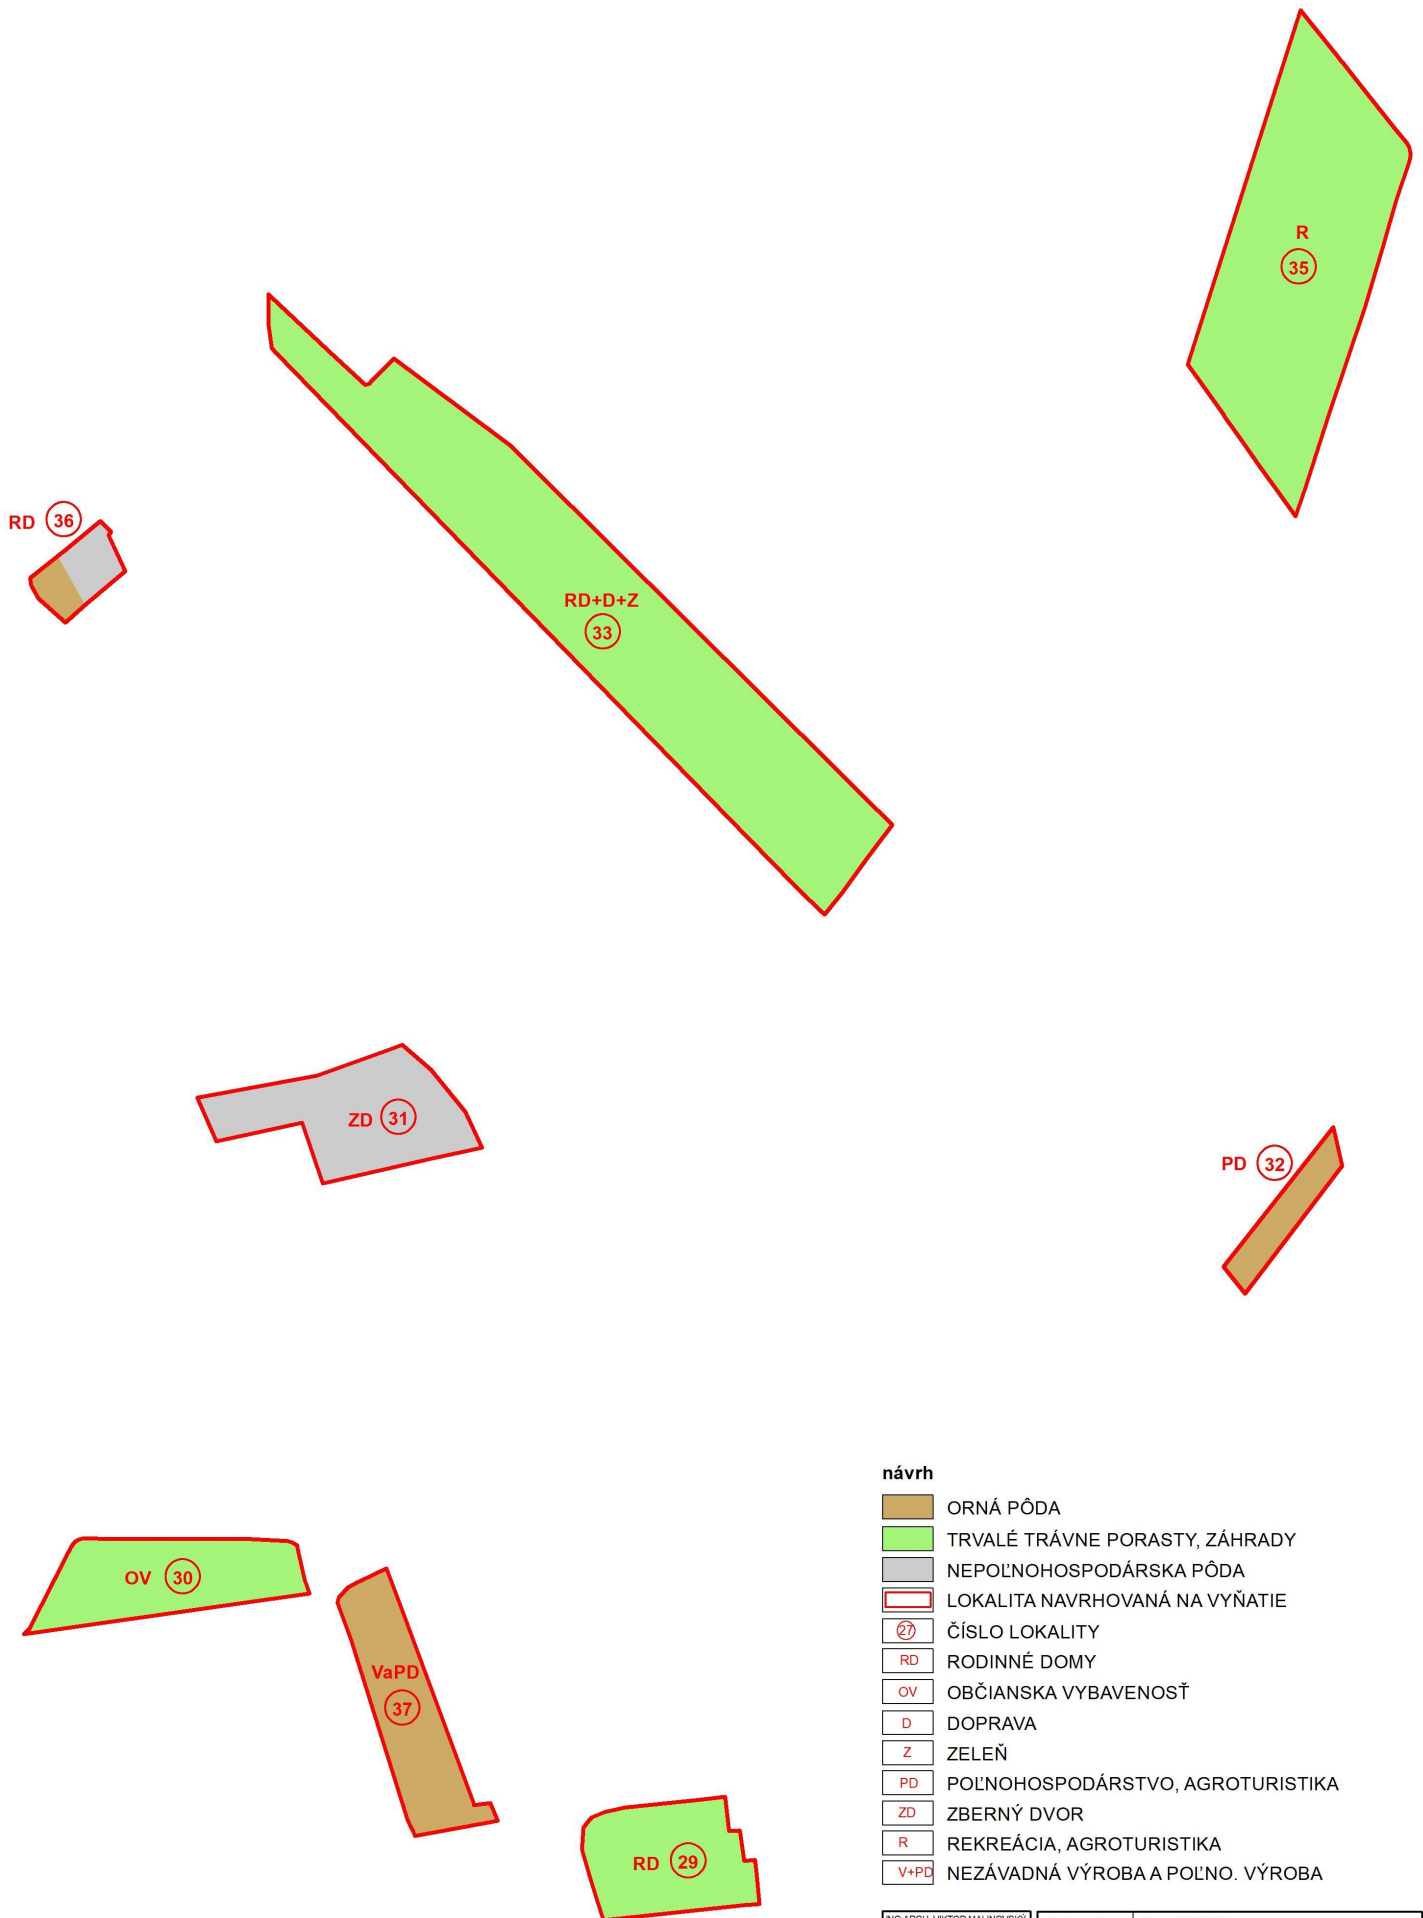 R
35
RD 36
RD+D+Z
33
ZD 31
PD 32
OV 30
VaPD
37
RD 29
návrh
ORNÁ PÔDA
TRVALÉ TRÁVNE PORASTY, ZÁHRADY
NEPOĽNOHOSPODÁRSKA PÔDA
LOKALITA NAVRHOVANÁ NA VYŇATIE
27 ČÍSLO LOKALITY
RD RODINNÉ DOMY
OV OBČIANSKA VYBAVENOSŤ
D DOPRAVA
Z ZELEŇ
PD POĽNOHOSPODÁRSTVO, AGROTURISTIKA
ZD ZBERNÝ DVOR
R REKREÁCIA, AGROTURISTIKA
V+PD NEZÁVADNÁ VÝROBA A POĽNO. VÝROBA